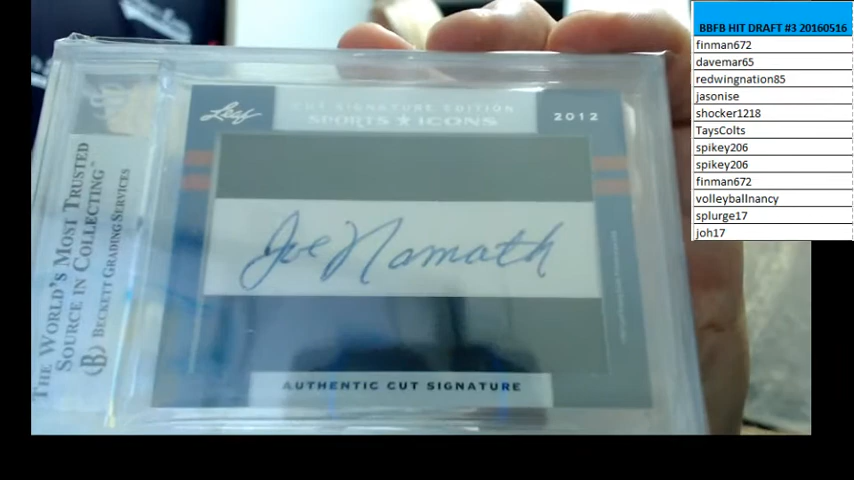 BBFB HIT DRAFT #3 20160516
finman672
davemar65
redwingnation85
jasonise
shocker1218
TaysColts
spikey206
spikey206
finman672
volleyballnancy
splurge17
joh17
Leaf
CUT SIGNATURE EDITION
SPORTS ★ ICONS
2012
Joe Namath
AUTHENTIC CUT SIGNATURE
THE WORLD'S MOST TRUSTED
SOURCE IN COLLECTING™
(B) BECKETT GRADING SERVICES